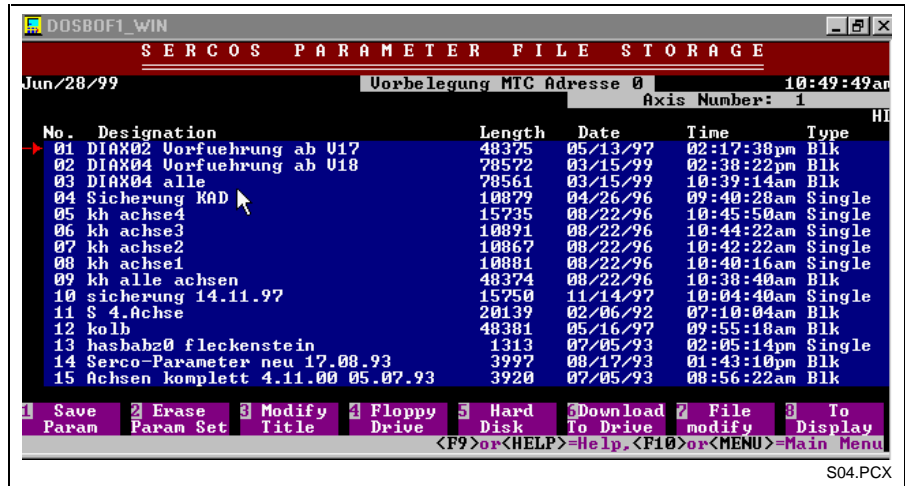 DOSBOF1_WIN
SERCOS PARAMETER FILE STORAGE
Jun/28/99 Vorbelegung MTC Adresse 0 10:49:49am
Axis Number: 1
HI
No. Designation Length Date Time Type
01 DIAX02 Vorfuehrung ab V17 48375 05/13/97 02:17:38pm Blk
02 DIAX04 Vorfuehrung ab V18 78572 03/15/99 02:38:22pm Blk
03 DIAX04 alle 78561 03/15/99 10:39:14am Blk
04 Sicherung KAD 10879 04/26/96 09:40:28am Single
05 kh achse4 15735 08/22/96 10:45:50am Single
06 kh achse3 10891 08/22/96 10:44:22am Single
07 kh achse2 10867 08/22/96 10:42:22am Single
08 kh achse1 10881 08/22/96 10:40:16am Single
09 kh alle achsen 48374 08/22/96 10:38:40am Blk
10 sicherung 14.11.97 15750 11/14/97 10:04:40am Single
11 S 4.Achse 20139 02/06/92 07:10:04am Blk
12 kolb 48381 05/16/97 09:55:18am Blk
13 hasbabz0 fleckenstein 1313 07/05/93 02:05:14pm Single
14 Serco-Parameter neu 17.08.93 3997 08/17/93 01:43:10pm Blk
15 Achsen komplett 4.11.00 05.07.93 3920 07/05/93 08:56:22am Blk
1 Save 2 Erase 3 Modify 4 Floppy 5 Hard 6Download 7 File 8 To
Param Param Set Title Drive Disk To Drive modify Display
<F9>or<HELP>=Help,<F10>or<MENU>=Main Menu
S04.PCX